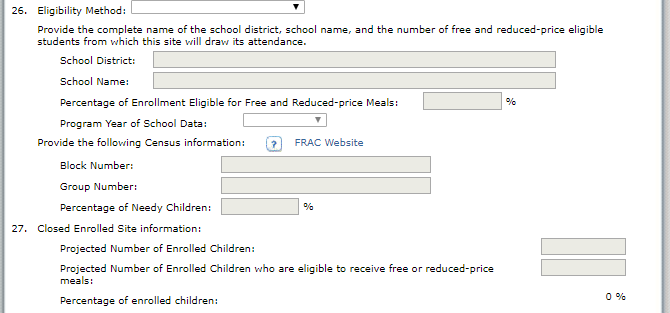 26. Eligibility Method:
Provide the complete name of the school district, school name, and the number of free and reduced-price eligible
students from which this site will draw its attendance.
School District:
School Name:
Percentage of Enrollment Eligible for Free and Reduced-price Meals: %
Program Year of School Data:
Provide the following Census information: ? FRAC Website
Block Number:
Group Number:
Percentage of Needy Children: %
27. Closed Enrolled Site information:
Projected Number of Enrolled Children:
Projected Number of Enrolled Children who are eligible to receive free or reduced-price
meals:
Percentage of enrolled children: 0 %